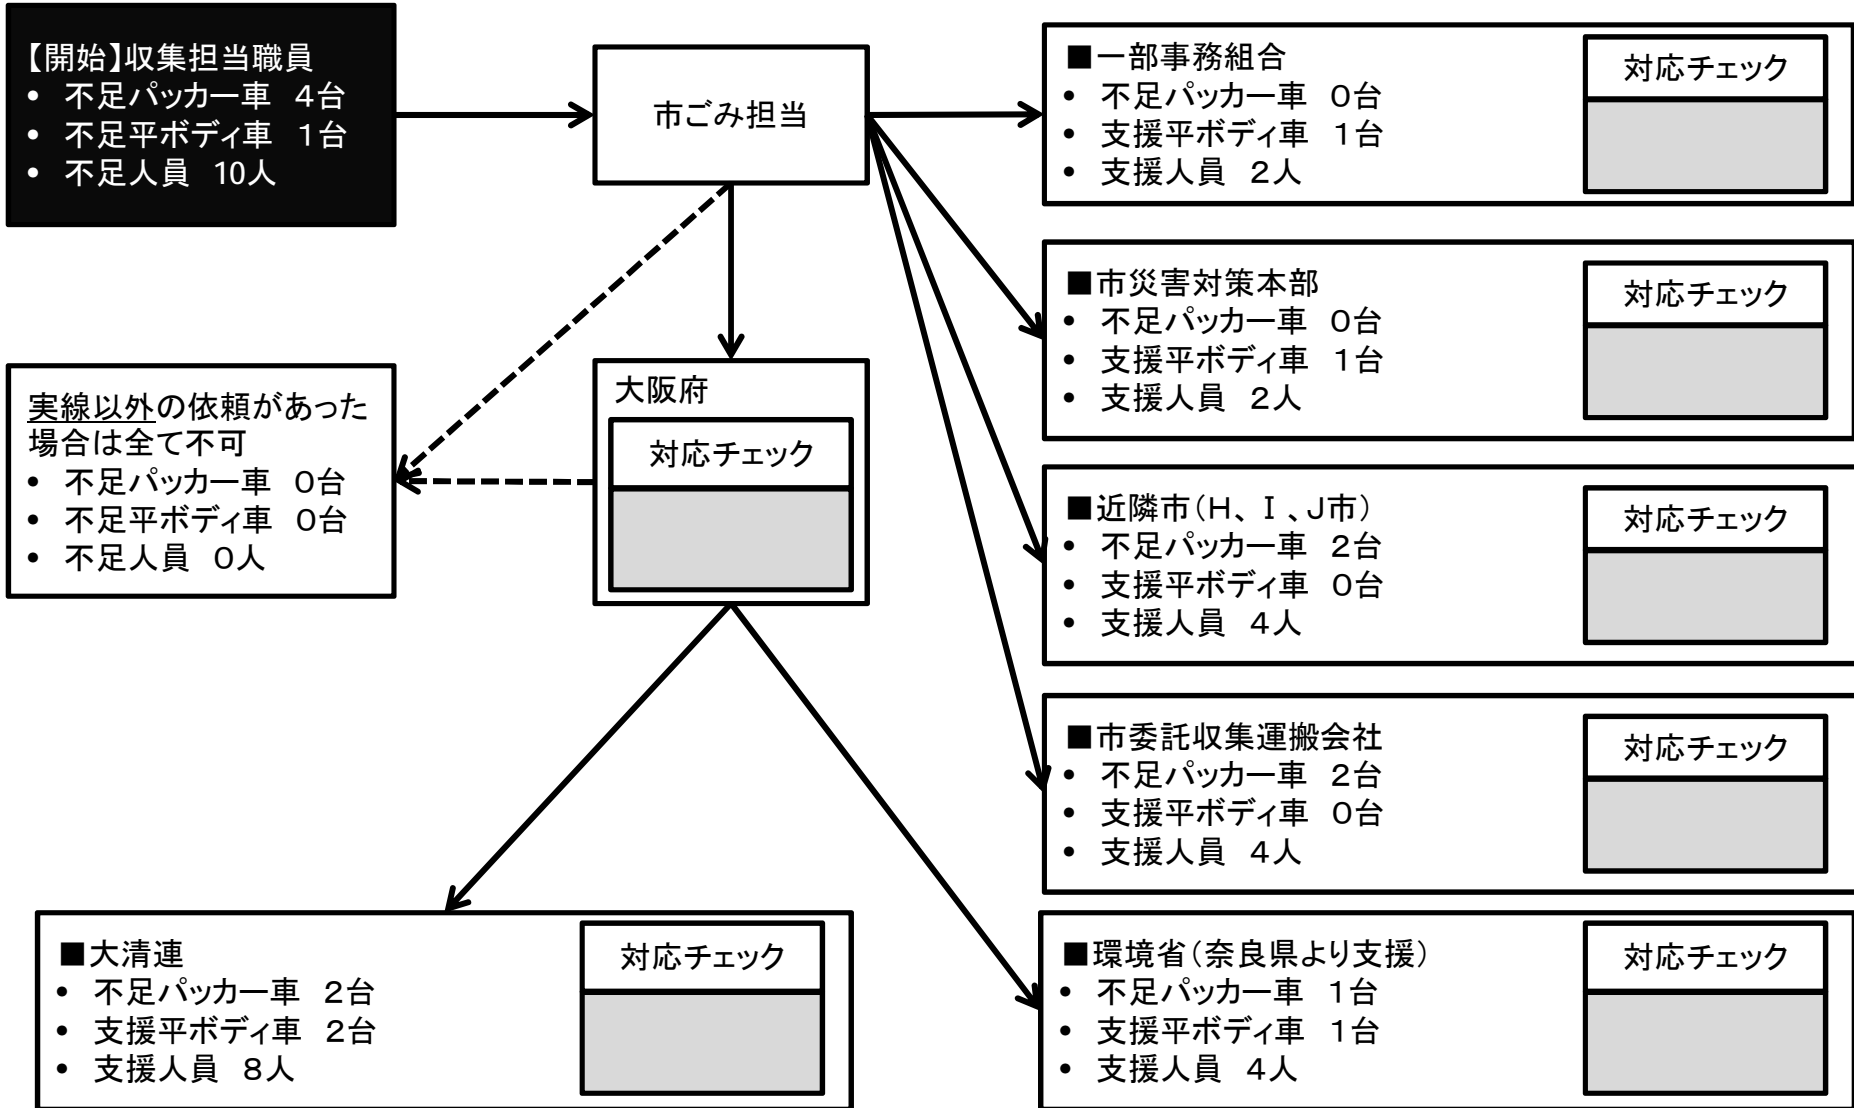 【開始】収集担当職員
• 不足パッカー車 4台
• 不足平ボディ車 1台
• 不足人員 10人
市ごみ担当
■一部事務組合
• 不足パッカー車 0台
• 支援平ボディ車 1台
• 支援人員 2人
対応チェック
■市災害対策本部
• 不足パッカー車 0台
• 支援平ボディ車 1台
• 支援人員 2人
対応チェック
実線以外の依頼があった
場合は全て不可
• 不足パッカー車 0台
• 不足平ボディ車 0台
• 不足人員 0人
大阪府
対応チェック
■近隣市(H、I、J市)
• 不足パッカー車 2台
• 支援平ボディ車 0台
• 支援人員 4人
対応チェック
■市委託収集運搬会社
• 不足パッカー車 2台
• 支援平ボディ車 0台
• 支援人員 4人
対応チェック
■大清連
• 不足パッカー車 2台
• 支援平ボディ車 2台
• 支援人員 8人
対応チェック
■環境省(奈良県より支援)
• 不足パッカー車 1台
• 支援平ボディ車 1台
• 支援人員 4人
対応チェック